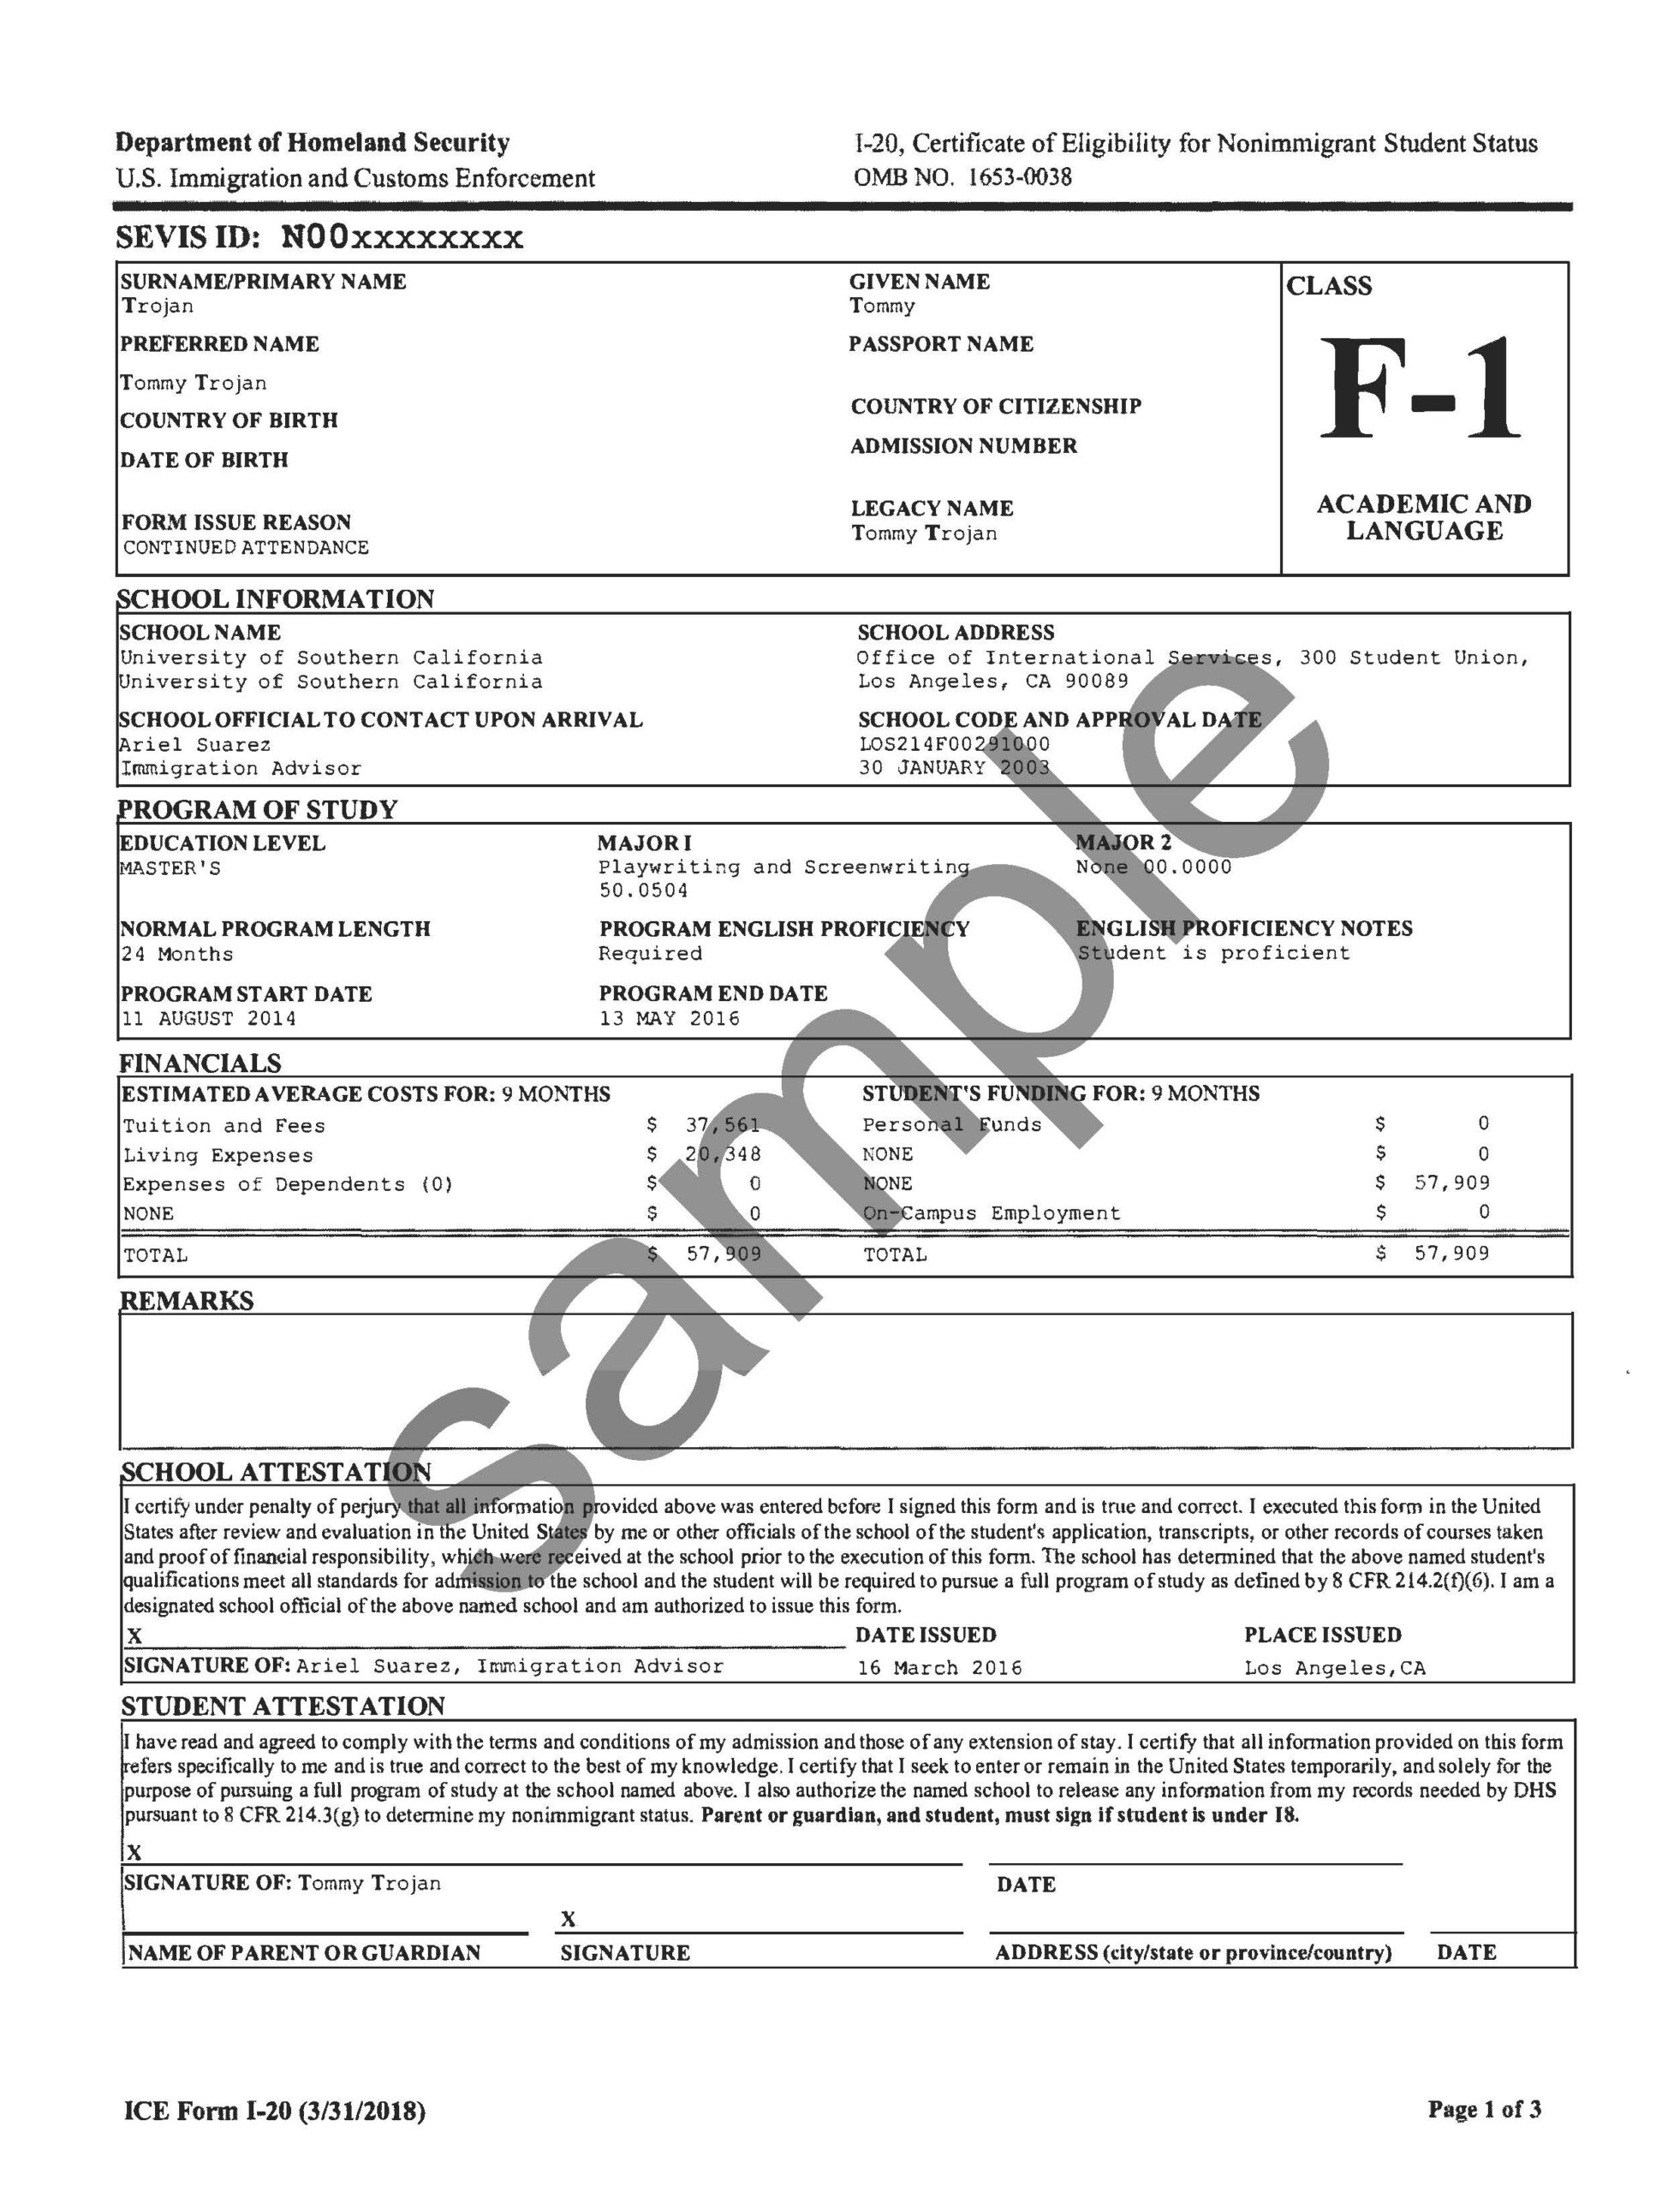 Department of Homeland Security
U.S. Immigration and Customs Enforcement
I-20, Certificate of Eligibility for Nonimmigrant Student Status
OMB NO. 1653-0038
SEVIS ID: N00xxxxxxxxx
SURNAME/PRIMARY NAME
Trojan
GIVEN NAME
Tommy
PREFERRED NAME
Tommy Trojan
PASSPORT NAME
COUNTRY OF BIRTH
COUNTRY OF CITIZENSHIP
DATE OF BIRTH
ADMISSION NUMBER
FORM ISSUE REASON
CONTINUED ATTENDANCE
LEGACY NAME
Tommy Trojan
CLASS
F-1
ACADEMIC AND
LANGUAGE
SCHOOL INFORMATION
SCHOOL NAME
University of Southern California
University of Southern California
SCHOOL ADDRESS
Office of International Services, 300 Student Union,
Los Angeles, CA 90089
SCHOOL OFFICIAL TO CONTACT UPON ARRIVAL
Ariel Suarez
Immigration Advisor
SCHOOL CODE AND APPROVAL DATE
LOS214F00291000
30 JANUARY 2003
PROGRAM OF STUDY
EDUCATION LEVEL
MASTER'S
MAJOR I
Playwriting and Screenwriting
50.0504
MAJOR 2
None 00.0000
NORMAL PROGRAM LENGTH
24 Months
PROGRAM ENGLISH PROFICIENCY
Required
ENGLISH PROFICIENCY NOTES
Student is proficient
PROGRAM START DATE
11 AUGUST 2014
PROGRAM END DATE
13 MAY 2016
FINANCIALS
ESTIMATED AVERAGE COSTS FOR: 9 MONTHS
Tuition and Fees $ 37,561
Living Expenses $ 20,348
Expenses of Dependents (0) $ 0
NONE $ 0
TOTAL $ 57,909
STUDENT'S FUNDING FOR: 9 MONTHS
Personal Funds $ 0
NONE $ 0
NONE $ 57,909
On-Campus Employment $ 0
TOTAL $ 57,909
REMARKS
SCHOOL ATTESTATION
I certify under penalty of perjury that all information provided above was entered before I signed this form and is true and correct. I executed this form in the United
States after review and evaluation in the United States by me or other officials of the school of the student's application, transcripts, or other records of courses taken
and proof of financial responsibility, which were received at the school prior to the execution of this form. The school has determined that the above named student's
qualifications meet all standards for admission to the school and the student will be required to pursue a full program of study as defined by 8 CFR 214.2(f)(6). I am a
designated school official of the above named school and am authorized to issue this form.
X
SIGNATURE OF: Ariel Suarez, Immigration Advisor
DATE ISSUED
16 March 2016
PLACE ISSUED
Los Angeles,CA
STUDENT ATTESTATION
I have read and agreed to comply with the terms and conditions of my admission and those of any extension of stay. I certify that all information provided on this form
refers specifically to me and is true and correct to the best of my knowledge. I certify that I seek to enter or remain in the United States temporarily, and solely for the
purpose of pursuing a full program of study at the school named above. I also authorize the named school to release any information from my records needed by DHS
pursuant to 8 CFR 214.3(g) to determine my nonimmigrant status. Parent or guardian, and student, must sign if student is under 18.
X
SIGNATURE OF: Tommy Trojan
DATE
X
NAME OF PARENT OR GUARDIAN
SIGNATURE
ADDRESS (city/state or province/country)
DATE
ICE Form I-20 (3/31/2018)
Page 1 of 3
sample